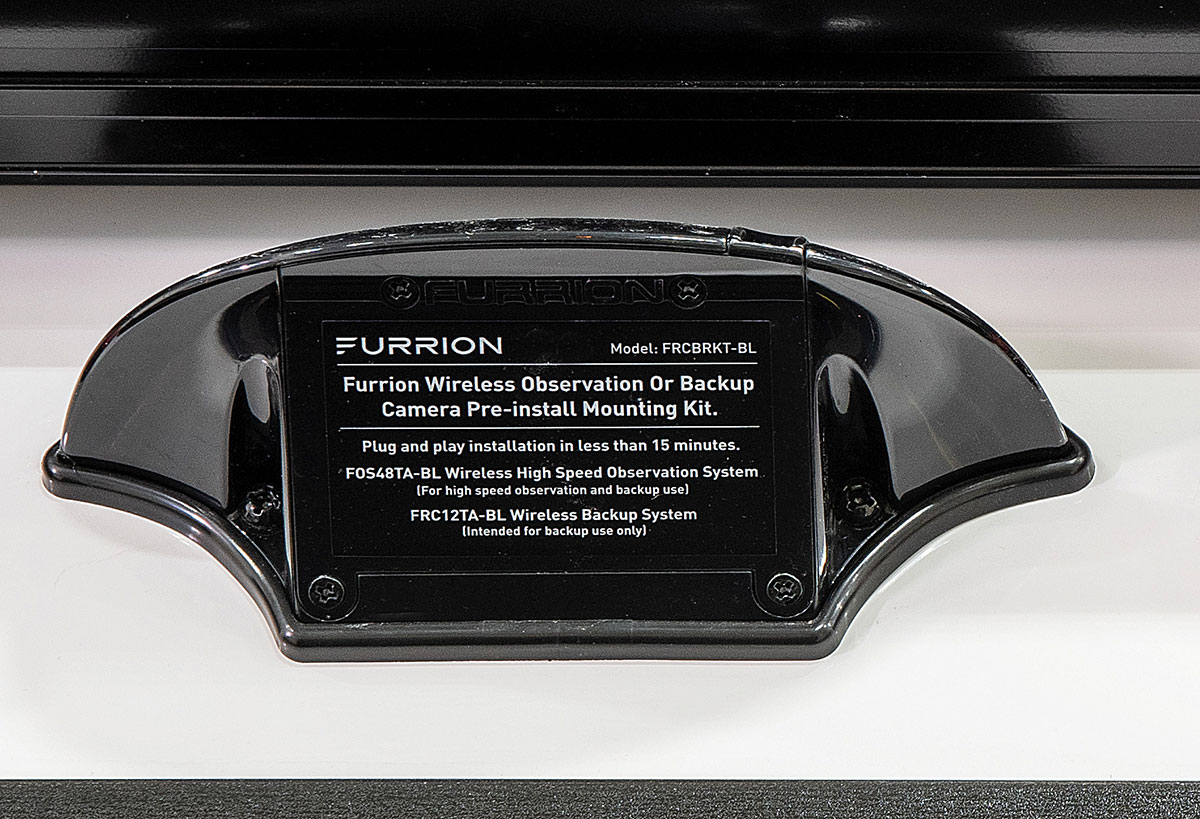 FURRION
FURRION
Model: FRCBRKT-BL
Furrion Wireless Observation Or Backup
Camera Pre-install Mounting Kit.
Plug and play installation in less than 15 minutes.
FOS48TA-BL Wireless High Speed Observation System
(For high speed observation and backup use)
FRC12TA-BL Wireless Backup System
(Intended for backup use only)